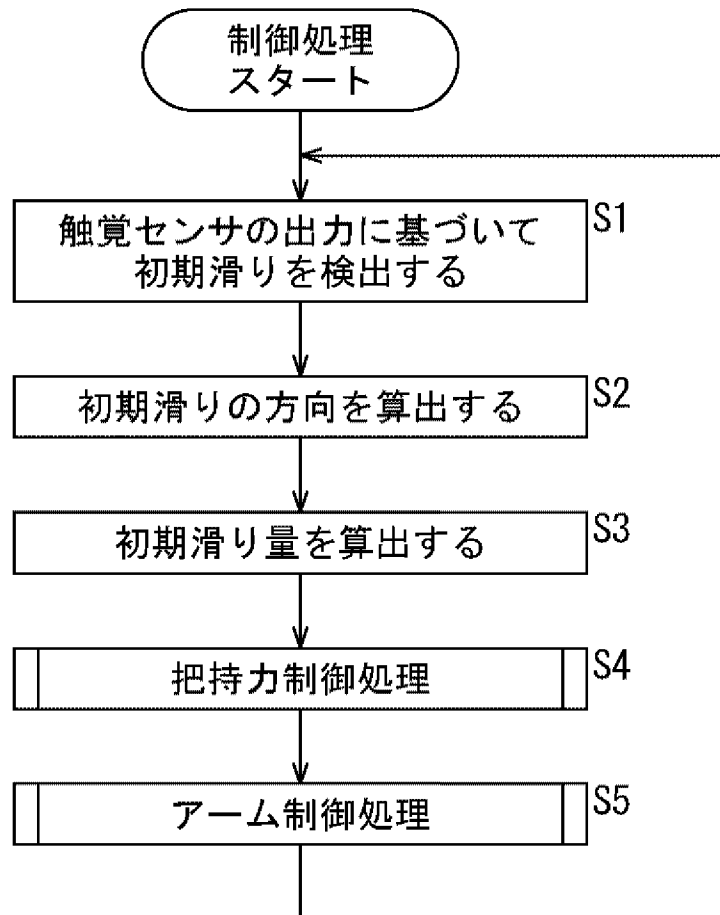 制御処理
スタート
触覚センサの出力に基づいて
初期滑りを検出する
S1
初期滑りの方向を算出する
S2
初期滑り量を算出する
S3
把持力制御処理
S4
アーム制御処理
S5